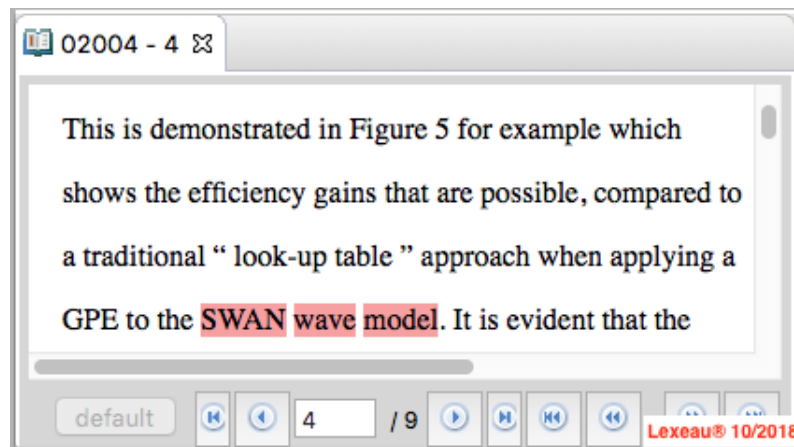 02004 - 4
This is demonstrated in Figure 5 for example which
shows the efficiency gains that are possible, compared to
a traditional “ look-up table ” approach when applying a
GPE to the SWAN wave model. It is evident that the
default 4 / 9
Lexeau® 10/2018